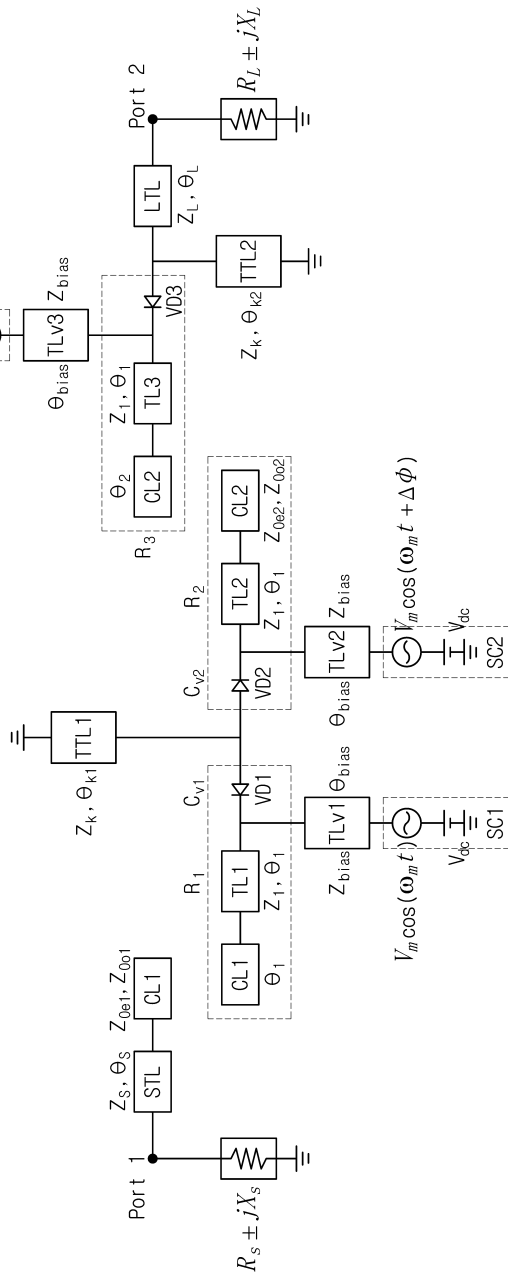 Port 1
R_s ± jX_s
Z_S, Θ_S
STL
Z_0e1, Z_0o1
CL1
CL1
Θ_1
R_1
TL1
Z_1, Θ_1
C_v1
VD1
Z_bias
TLv1
Θ_bias
V_m cos(ω_m t)
V_dc
SC1
Z_k, Θ_k1
TTL1
C_v2
VD2
R_2
TL2
Z_1, Θ_1
CL2
Z_0e2, Z_0o2
Θ_bias
TLv2
Z_bias
V_m cos(ω_m t + Δϕ)
V_dc
SC2
R_3
Θ_2
CL2
Z_1, Θ_1
TL3
VD3
Θ_bias
TLv3
Z_bias
Z_k, Θ_k2
TTL2
LTL
Z_L, Θ_L
Port 2
R_L ± jX_L